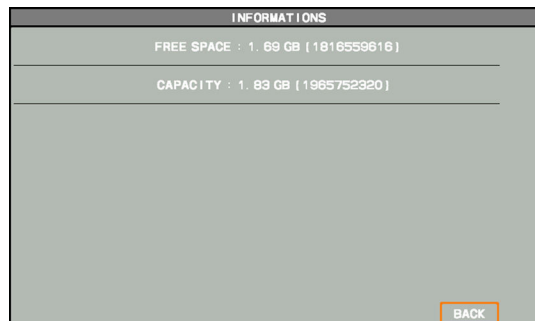 INFORMATIONS
FREE SPACE : 1. 69 GB [1816559616]
CAPACITY : 1. 83 GB [1965752320]
BACK